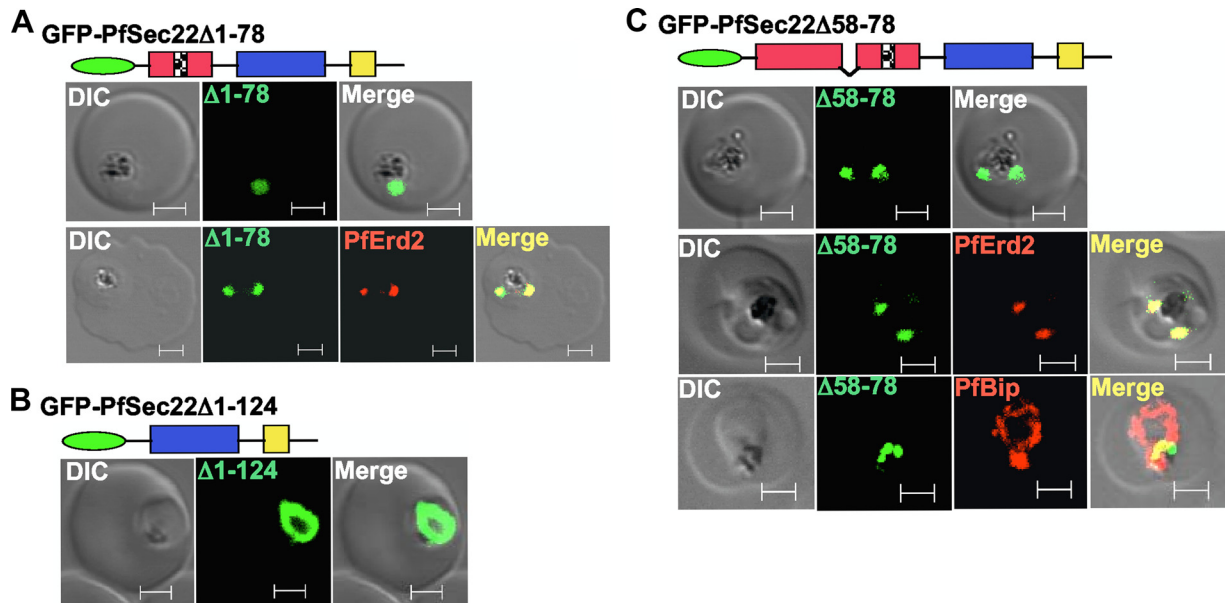 A
GFP-PfSec22Δ1-78
DIC Δ1-78 Merge
DIC Δ1-78 PfErd2 Merge
B
GFP-PfSec22Δ1-124
DIC Δ1-124 Merge
C
GFP-PfSec22Δ58-78
DIC Δ58-78 Merge
DIC Δ58-78 PfErd2 Merge
DIC Δ58-78 PfBip Merge